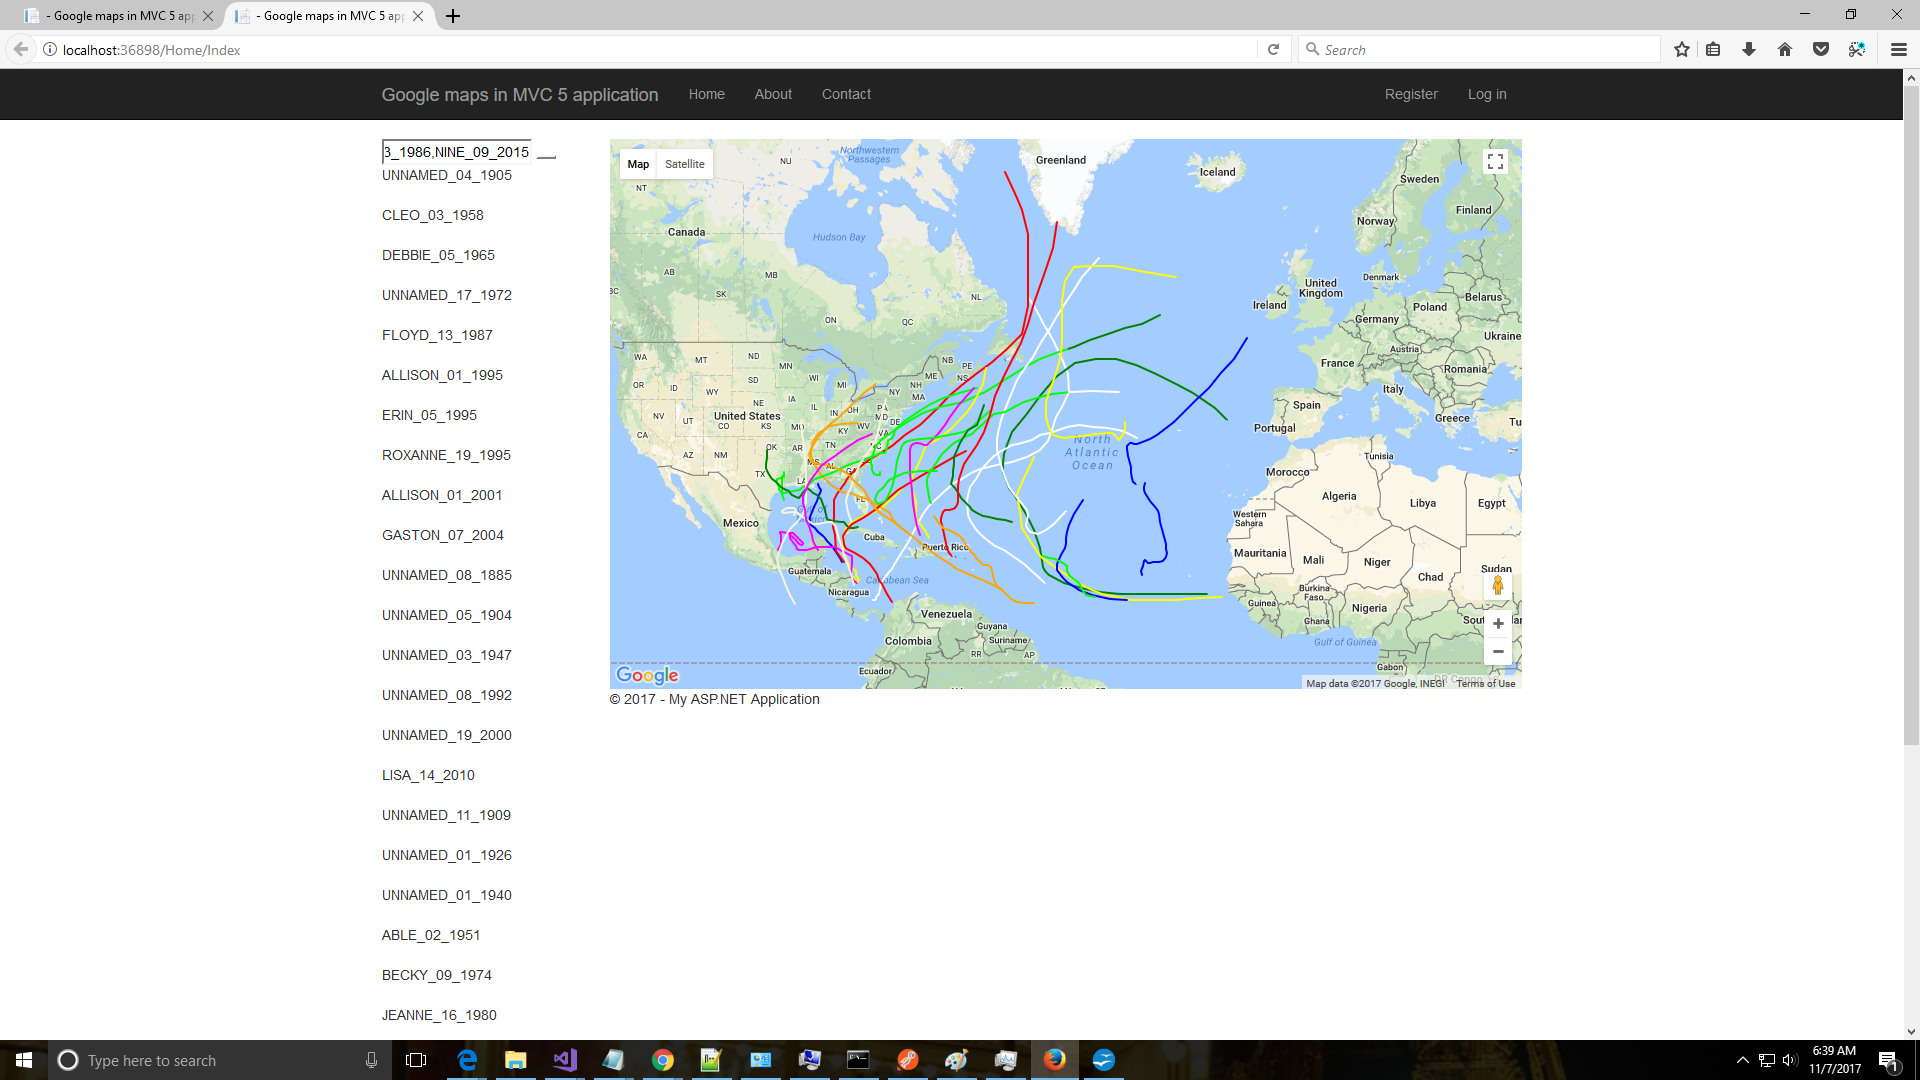 - Google maps in MVC 5 app
- Google maps in MVC 5 app
localhost:36898/Home/Index
Search
Google maps in MVC 5 application
Home
About
Contact
Register
Log in
3_1986,NINE_09_2015
UNNAMED_04_1905
CLEO_03_1958
DEBBIE_05_1965
UNNAMED_17_1972
FLOYD_13_1987
ALLISON_01_1995
ERIN_05_1995
ROXANNE_19_1995
ALLISON_01_2001
GASTON_07_2004
UNNAMED_08_1885
UNNAMED_05_1904
UNNAMED_03_1947
UNNAMED_08_1992
UNNAMED_19_2000
LISA_14_2010
UNNAMED_11_1909
UNNAMED_01_1926
UNNAMED_01_1940
ABLE_02_1951
BECKY_09_1974
JEANNE_16_1980
Map
Satellite
Northwestern
Passages
NU
NT
Greenland
Iceland
Sweden
Finland
Norway
Canada
Hudson Bay
AB
MB
SK
BC
NL
ON
QC
United
Kingdom
Denmark
Ireland
Belarus
Poland
Germany
Ukraine
WA
MT
ND
MN
NB
PE
NS
France
Austria
Romania
OR
ID
WY
SD
WI
MI
NH
ME
NY
MA
NE
IA
IL
IN
OH
PA
Italy
Spain
Greece
Portugal
NV
UT
United States
CO
KS
MO
KY
WV
VA
MD
DE
CA
AZ
NM
OK
AR
TN
NC
MS
AL
GA
TX
LA
FL
North
Atlantic
Ocean
Tunisia
Morocco
Algeria
Libya
Egypt
Western
Sahara
Mexico
Gulf of
Mexico
Cuba
Puerto Rico
Mauritania
Mali
Niger
Chad
Sudan
Guatemala
Caribbean Sea
Nicaragua
Burkina
Faso
Guinea
Ghana
Nigeria
Venezuela
Guyana
Suriname
Colombia
RR
AP
Ecuador
Gulf of Guinea
Gabon
DR Congo
Google
Map data ©2017 Google, INEGI
Terms of Use
© 2017 - My ASP.NET Application
Type here to search
6:39 AM
11/7/2017
1